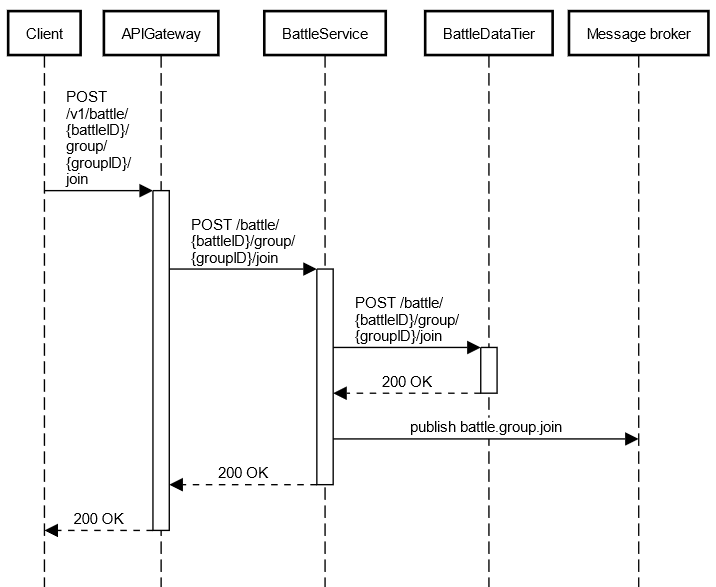 Client
APIGateway
BattleService
BattleDataTier
Message broker
POST
/v1/battle/
{battleID}/
group/
{groupID}/
join
POST /battle/
{battleID}/group/
{groupID}/join
POST /battle/
{battleID}/group/
{groupID}/join
200 OK
publish battle.group.join
200 OK
200 OK